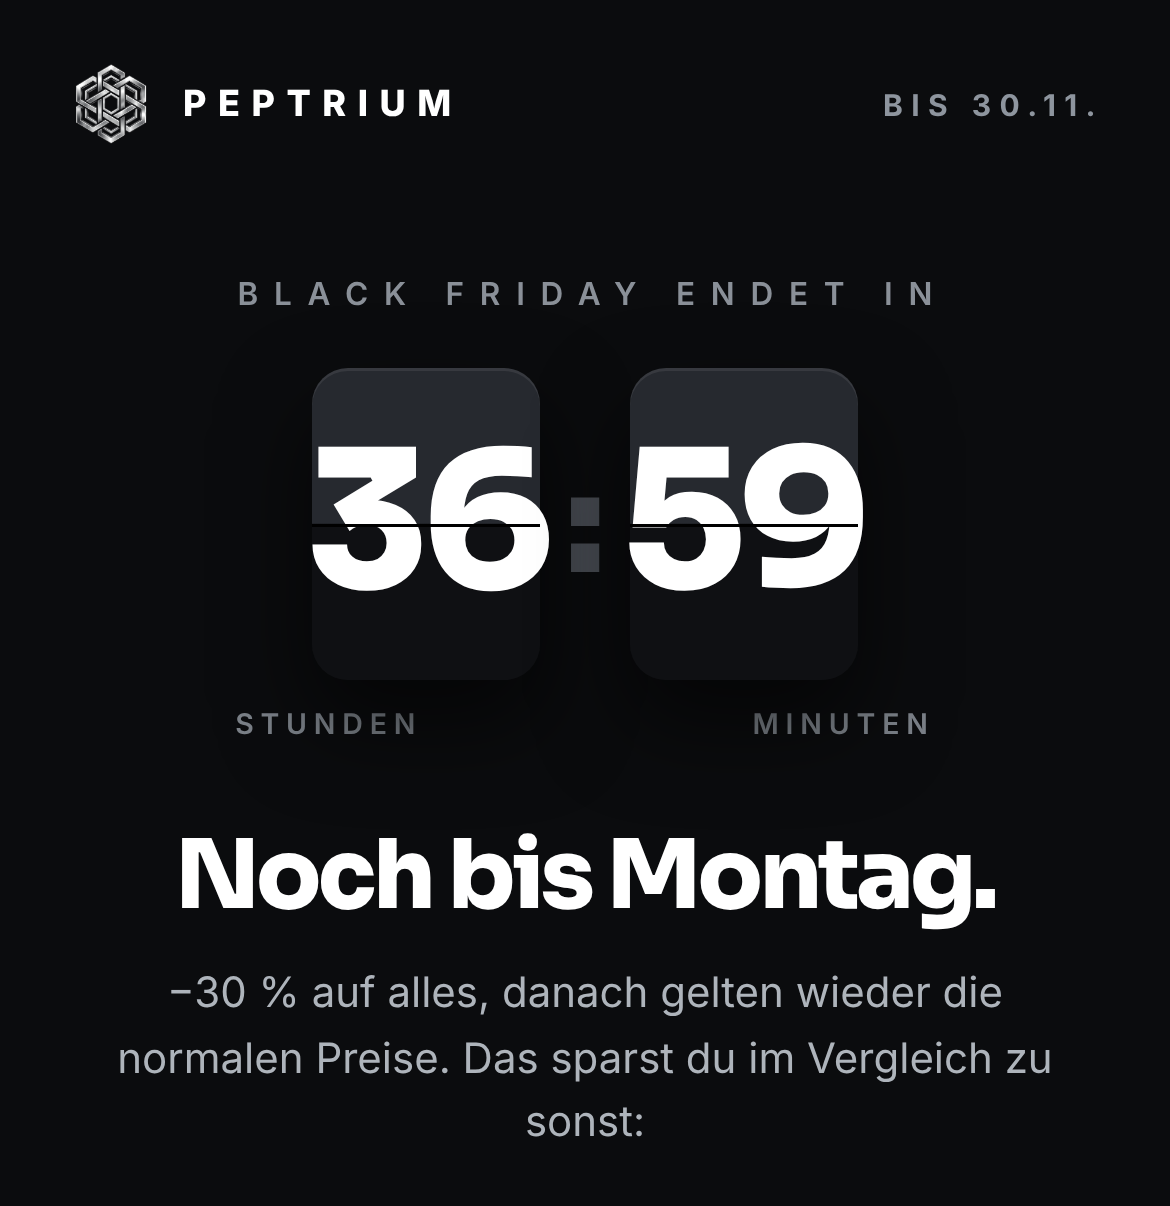 PEPTRIUM
BIS 30.11.
BLACK FRIDAY ENDET IN
36:59
STUNDEN MINUTEN
Noch bis Montag.
−30 % auf alles, danach gelten wieder die
normalen Preise. Das sparst du im Vergleich zu
sonst: